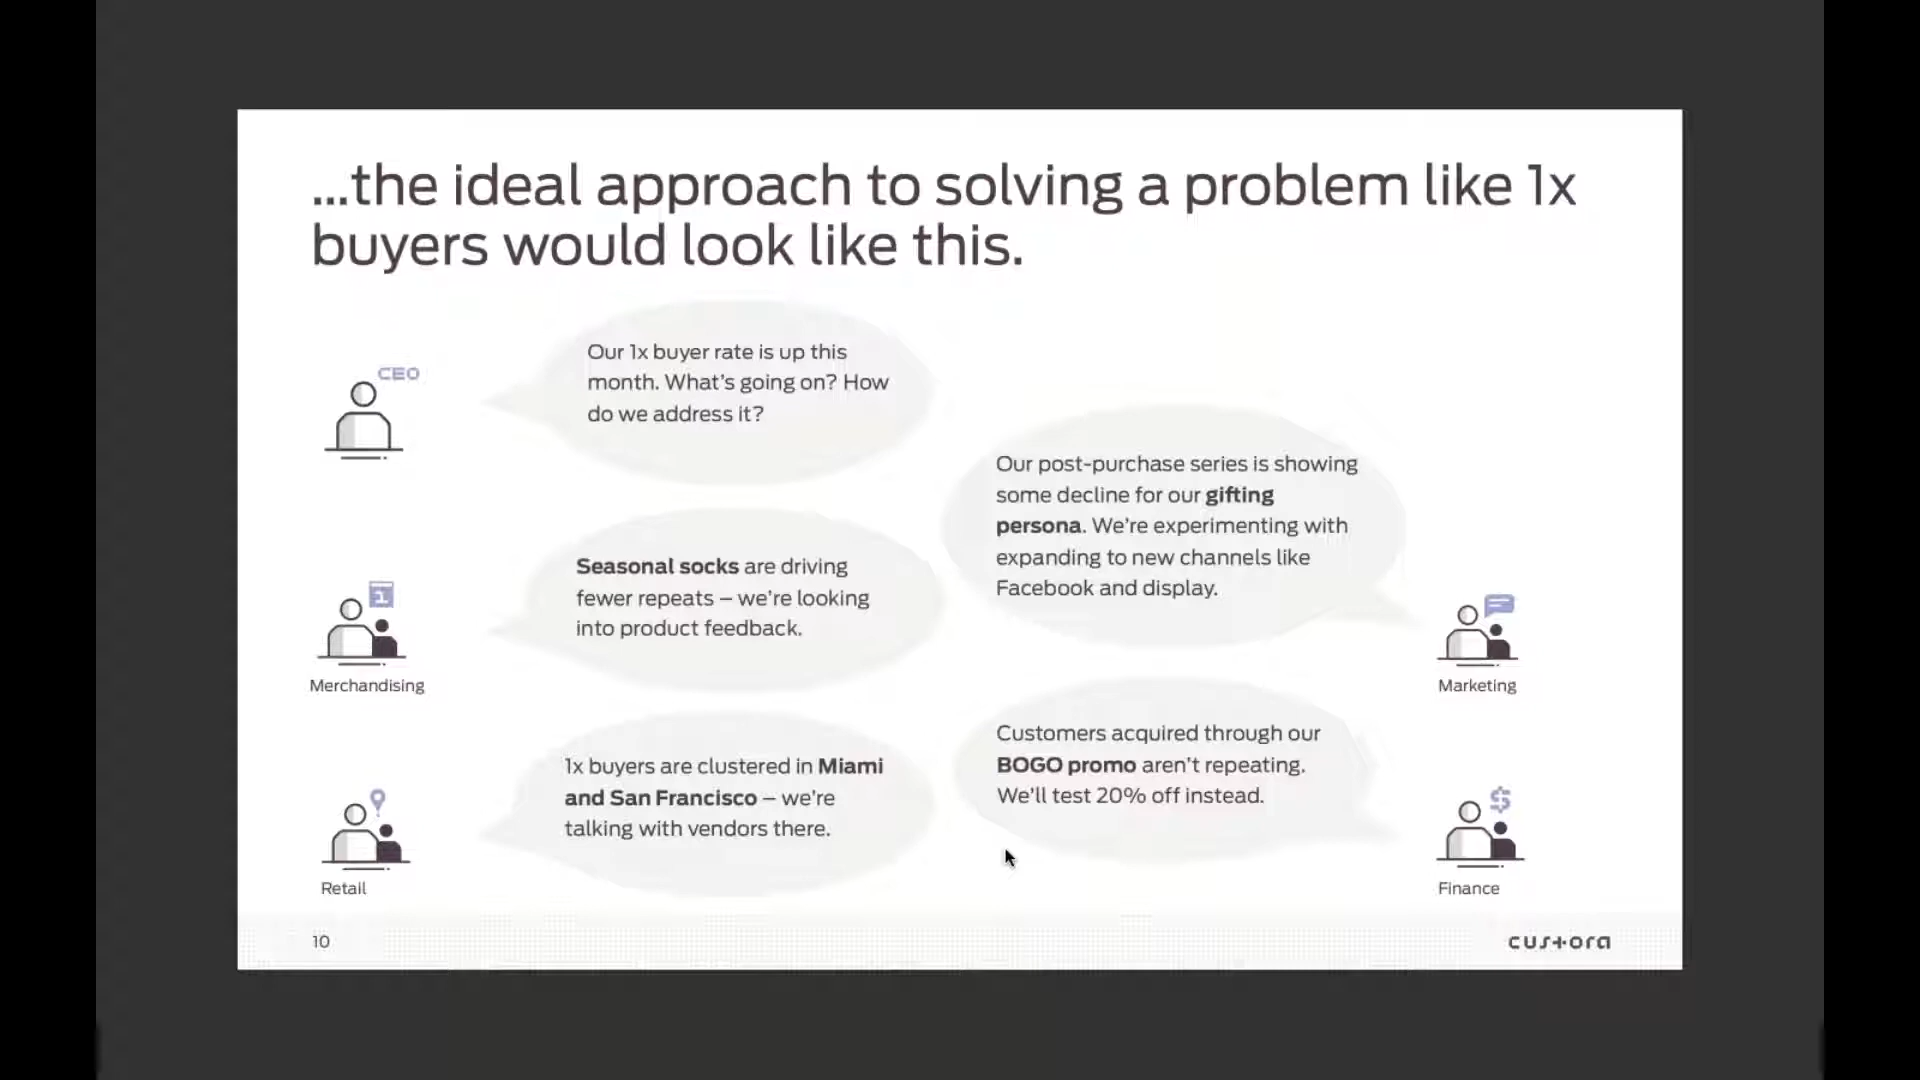 ...the ideal approach to solving a problem like 1x
buyers would look like this.
CEO
Our 1x buyer rate is up this
month. What's going on? How
do we address it?
Our post-purchase series is showing
some decline for our gifting
persona. We're experimenting with
expanding to new channels like
Facebook and display.
Marketing
Seasonal socks are driving
fewer repeats – we're looking
into product feedback.
1
Merchandising
1x buyers are clustered in Miami
and San Francisco – we're
talking with vendors there.
Retail
Customers acquired through our
BOGO promo aren't repeating.
We'll test 20% off instead.
$
Finance
10
custora